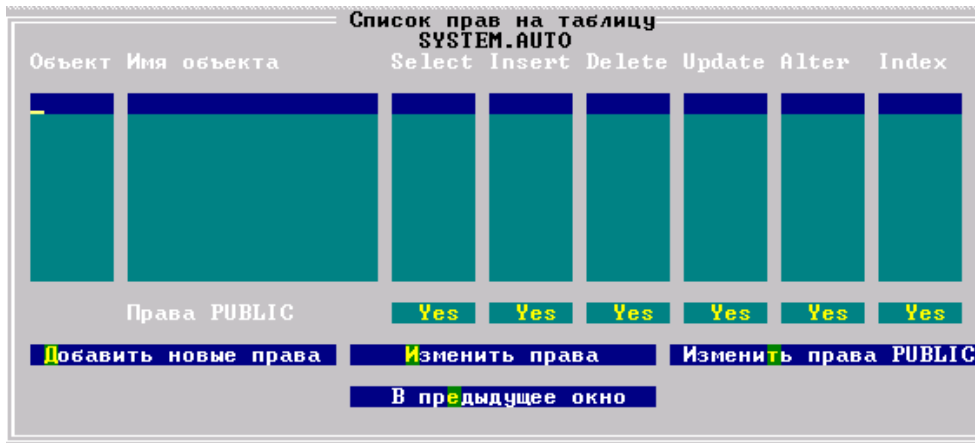 Список прав на таблицу
SYSTEM.AUTO
Объект Имя объекта Select Insert Delete Update Alter Index
Права PUBLIC Yes Yes Yes Yes Yes Yes
Добавить новые права Изменить права Изменить права PUBLIC
В предыдущее окно